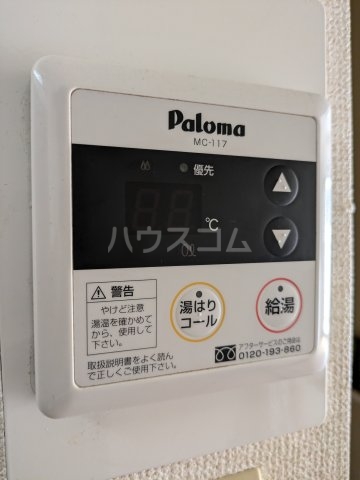 Paloma
MC-117
優先
℃
ハウスコム
警告
やけど注意
湯温を確かめて
から、使用して
下さい。
取扱説明書をよく読ん
で正しくご使用下さい。
湯はり
コール
給湯
アフターサービスのご用命は
0120-193-860